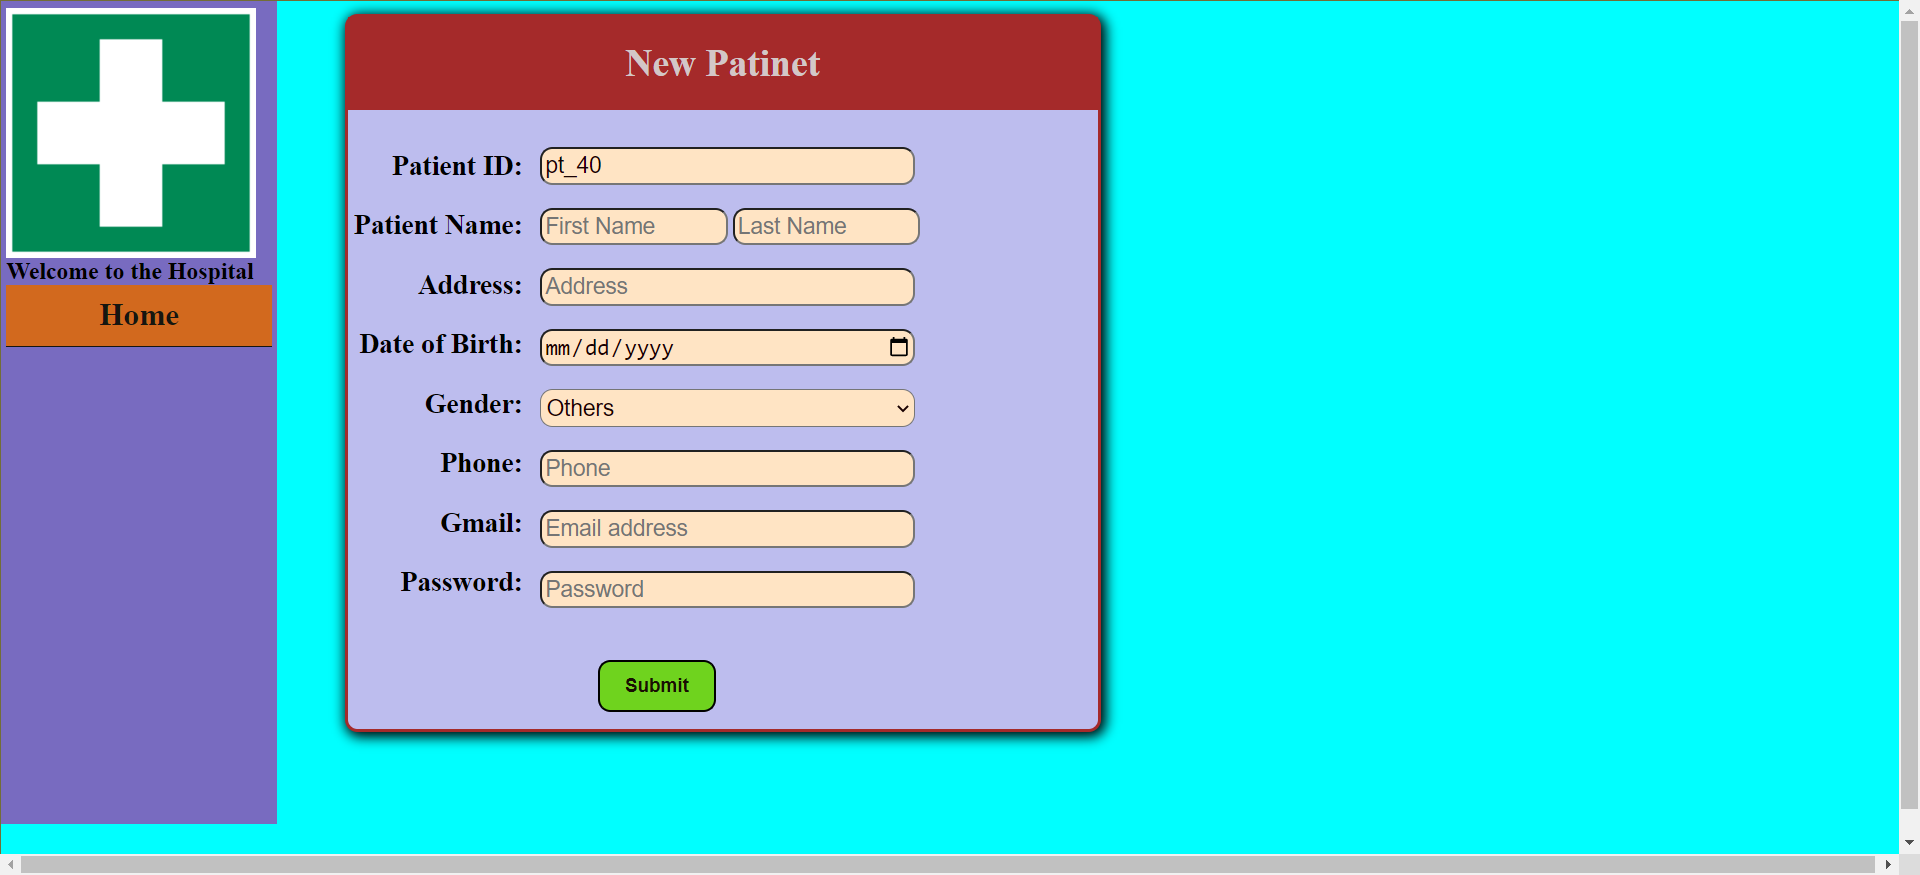 Welcome to the Hospital
Home
New Patinet
Patient ID: pt_40
Patient Name: First Name Last Name
Address: Address
Date of Birth: mm/dd/yyyy
Gender: Others
Phone: Phone
Gmail: Email address
Password: Password
Submit